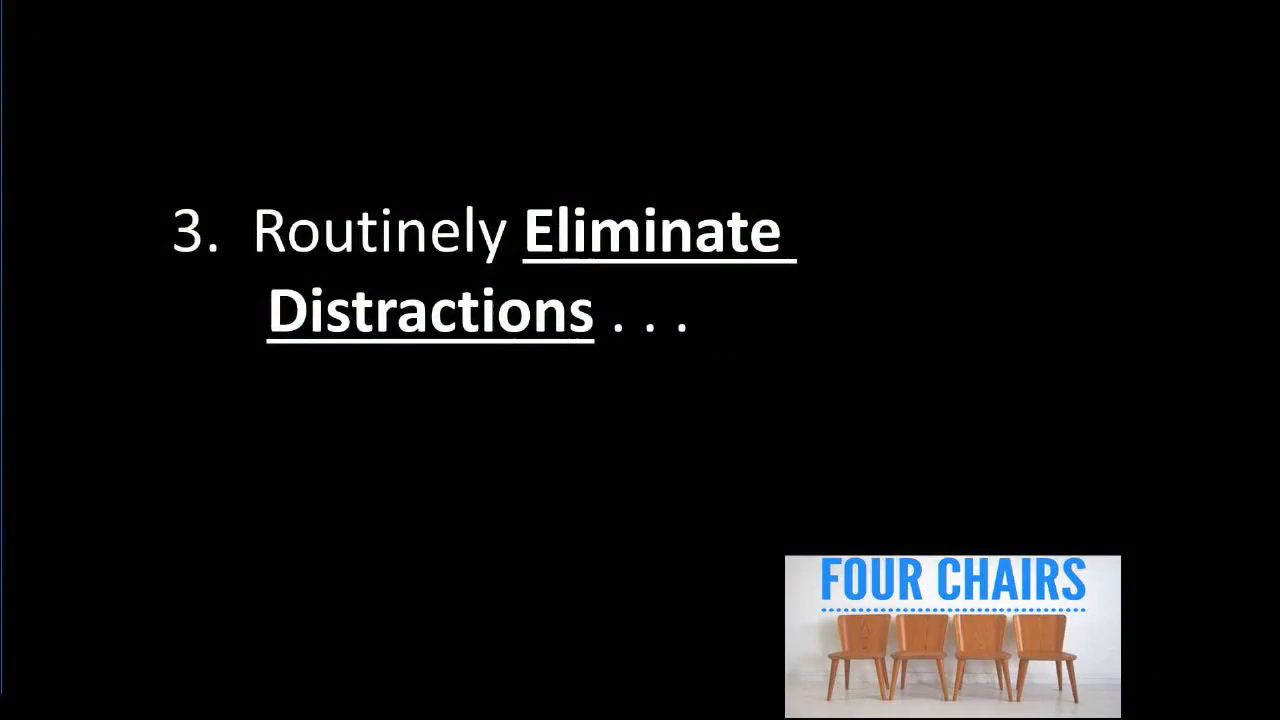 3. Routinely Eliminate
Distractions . . .
FOUR CHAIRS